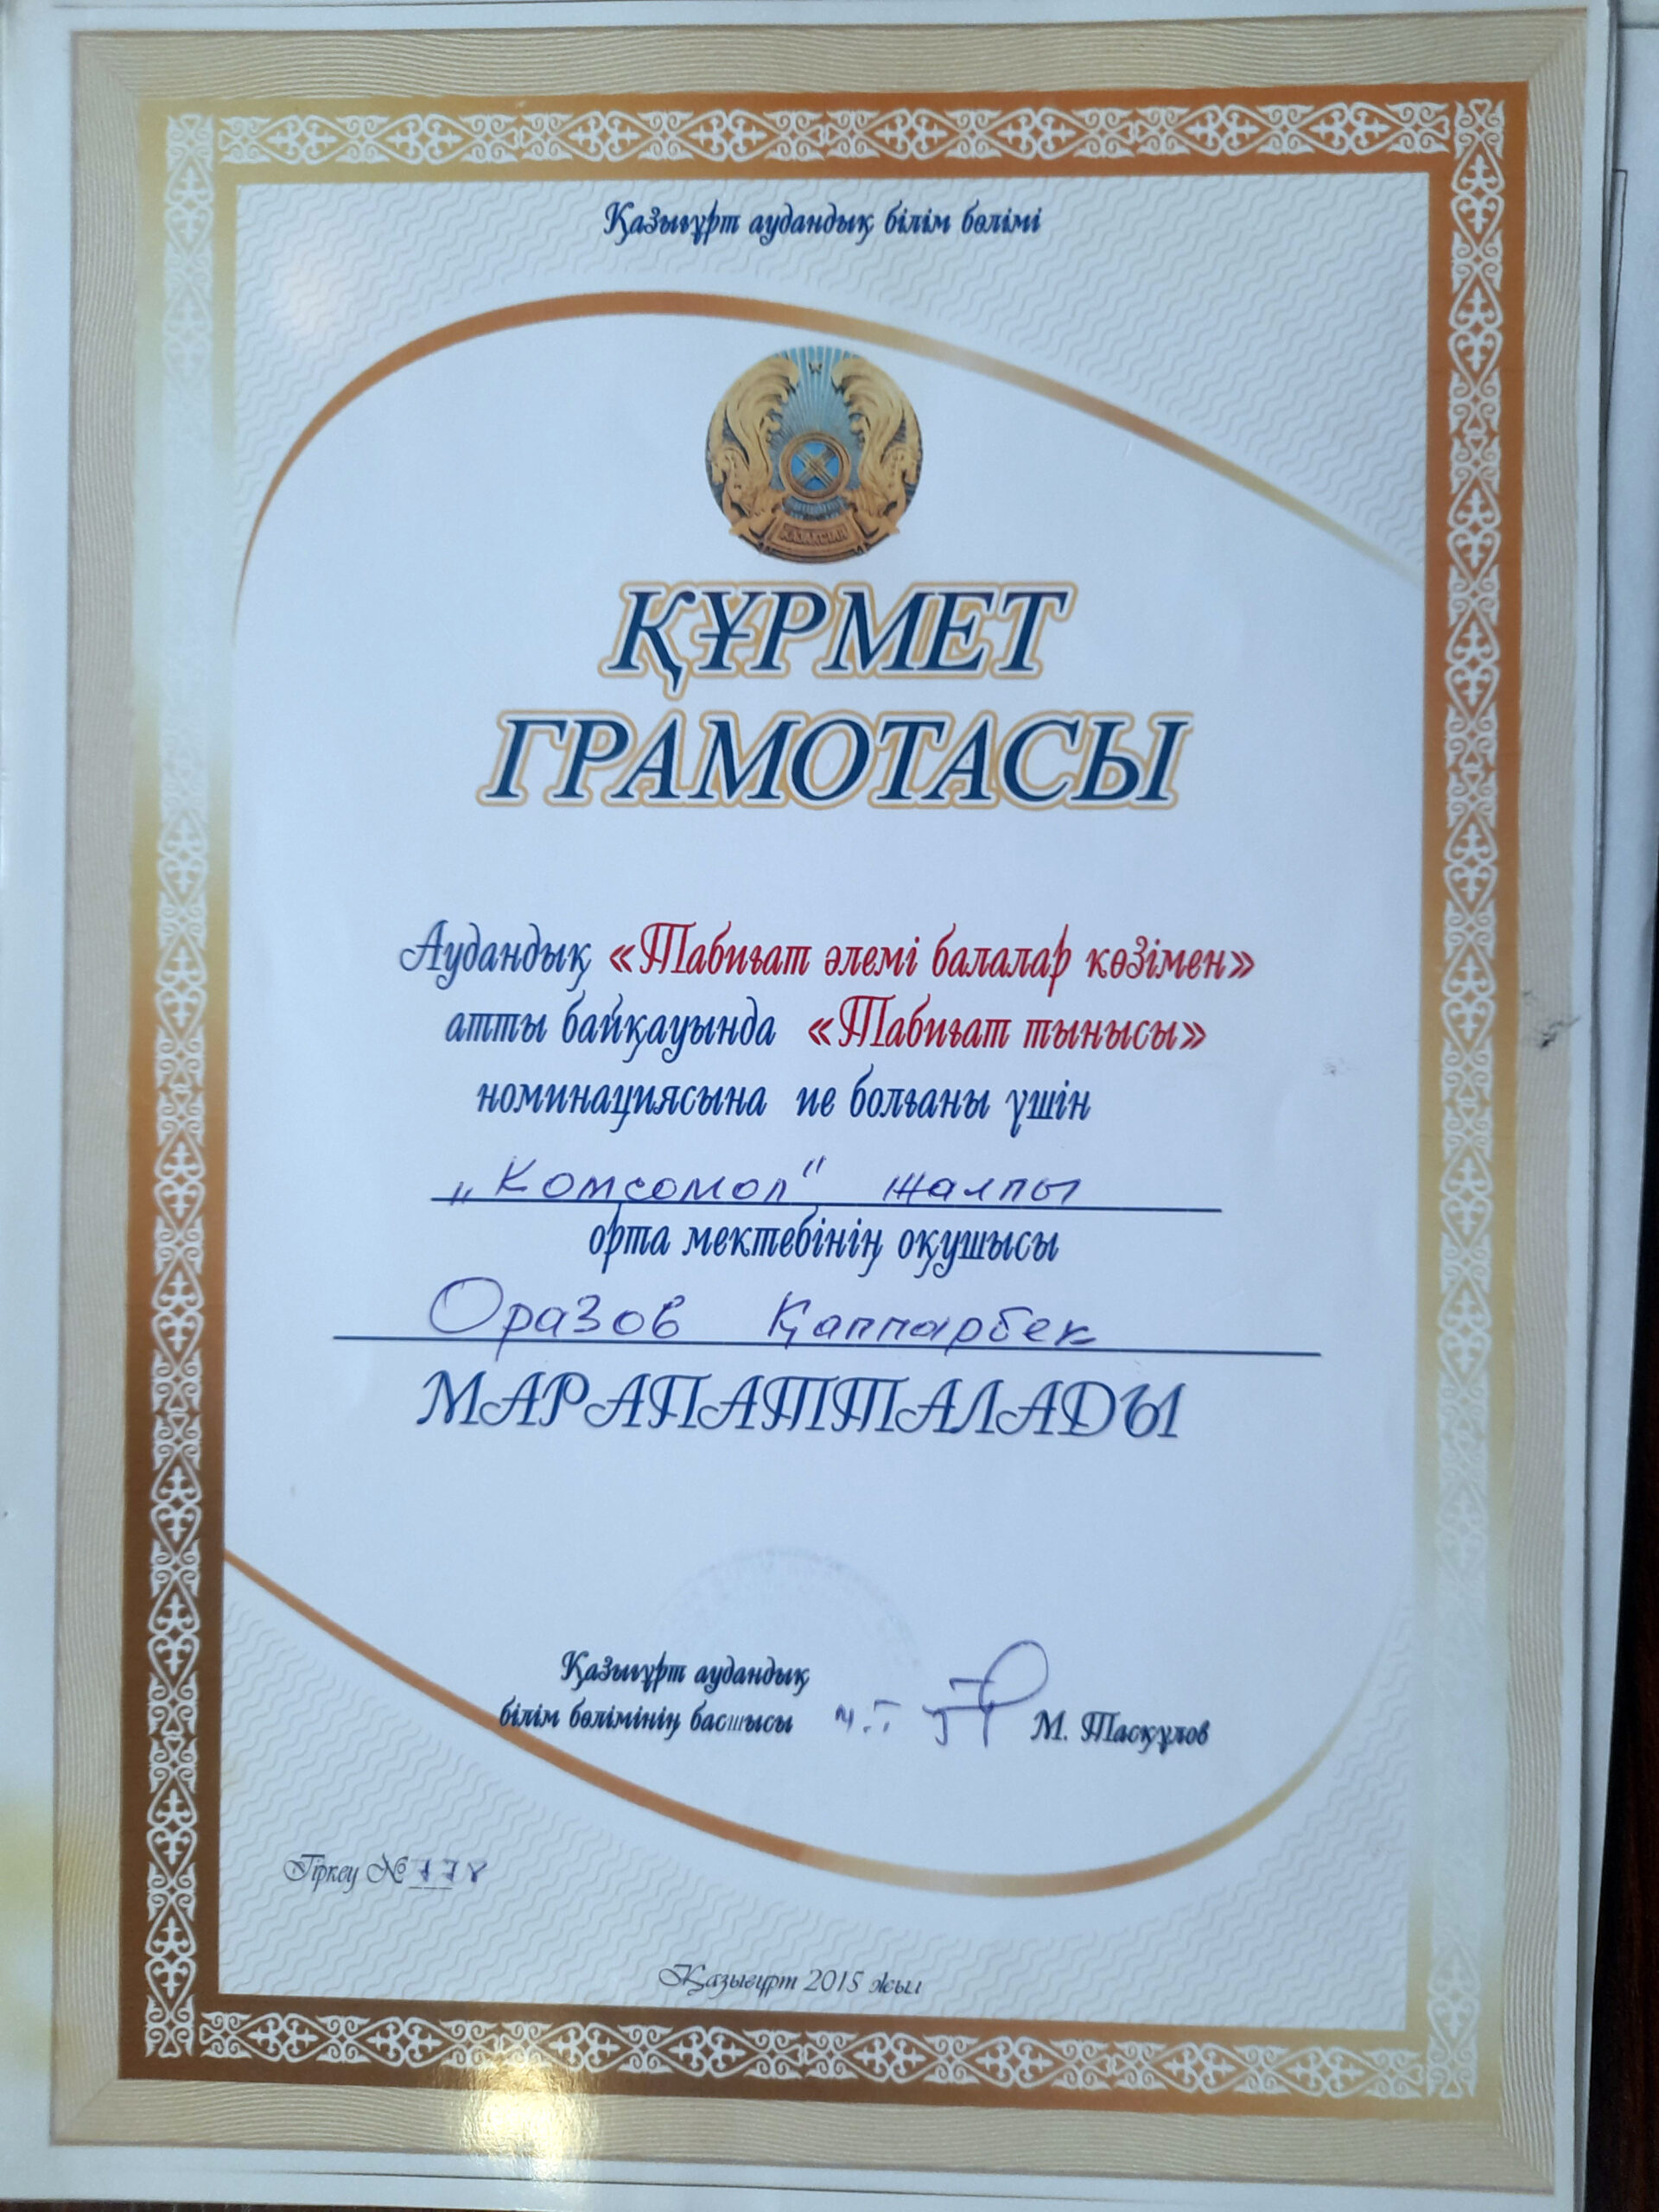 Қазығұрт аудандық білім бөлімі
ҚАЗАҚСТАН
ҚҰРМЕТ
ГРАМОТАСЫ
Аудандық «Табиғат әлемі балалар көзімен»
атты байқауында «Табиғат тынысы»
номинациясына ие болғаны үшін
„Комсомол" жалпы
орта мектебінің оқушысы
Оразов Қаппарбек
МАРАПАТТАЛАДЫ
Қазығұрт аудандық
білім бөлімінің басшысы М. Тасқұлов
Тіркеу №
Қазығұрт 2015 жыл